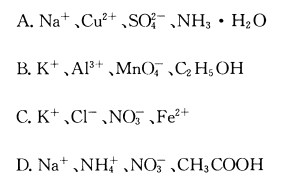 A. Na⁺、Cu²⁺、SO₄²⁻、NH₃・H₂O
B. K⁺、Al³⁺、MnO₄⁻、C₂H₅OH
C. K⁺、Cl⁻、NO₃⁻、Fe²⁺
D. Na⁺、NH₄⁺、NO₃⁻、CH₃COOH